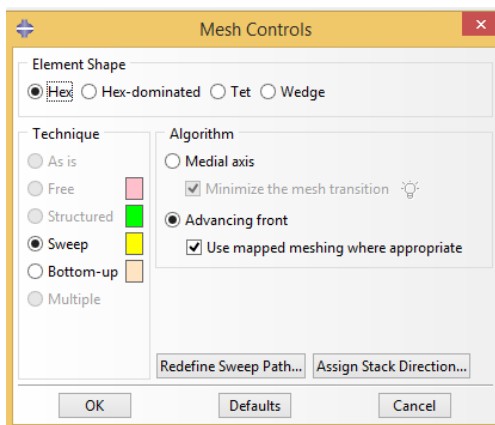 Mesh Controls
Element Shape
Hex Hex-dominated Tet Wedge
Technique
As is
Free
Structured
Sweep
Bottom-up
Multiple
Algorithm
Medial axis
Minimize the mesh transition
Advancing front
Use mapped meshing where appropriate
Redefine Sweep Path... Assign Stack Direction...
OK Defaults Cancel